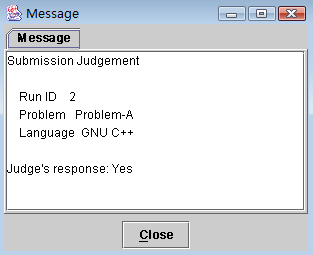 Message
Message
Submission Judgement
Run ID 2
Problem Problem-A
Language GNU C++
Judge's response: Yes
Close